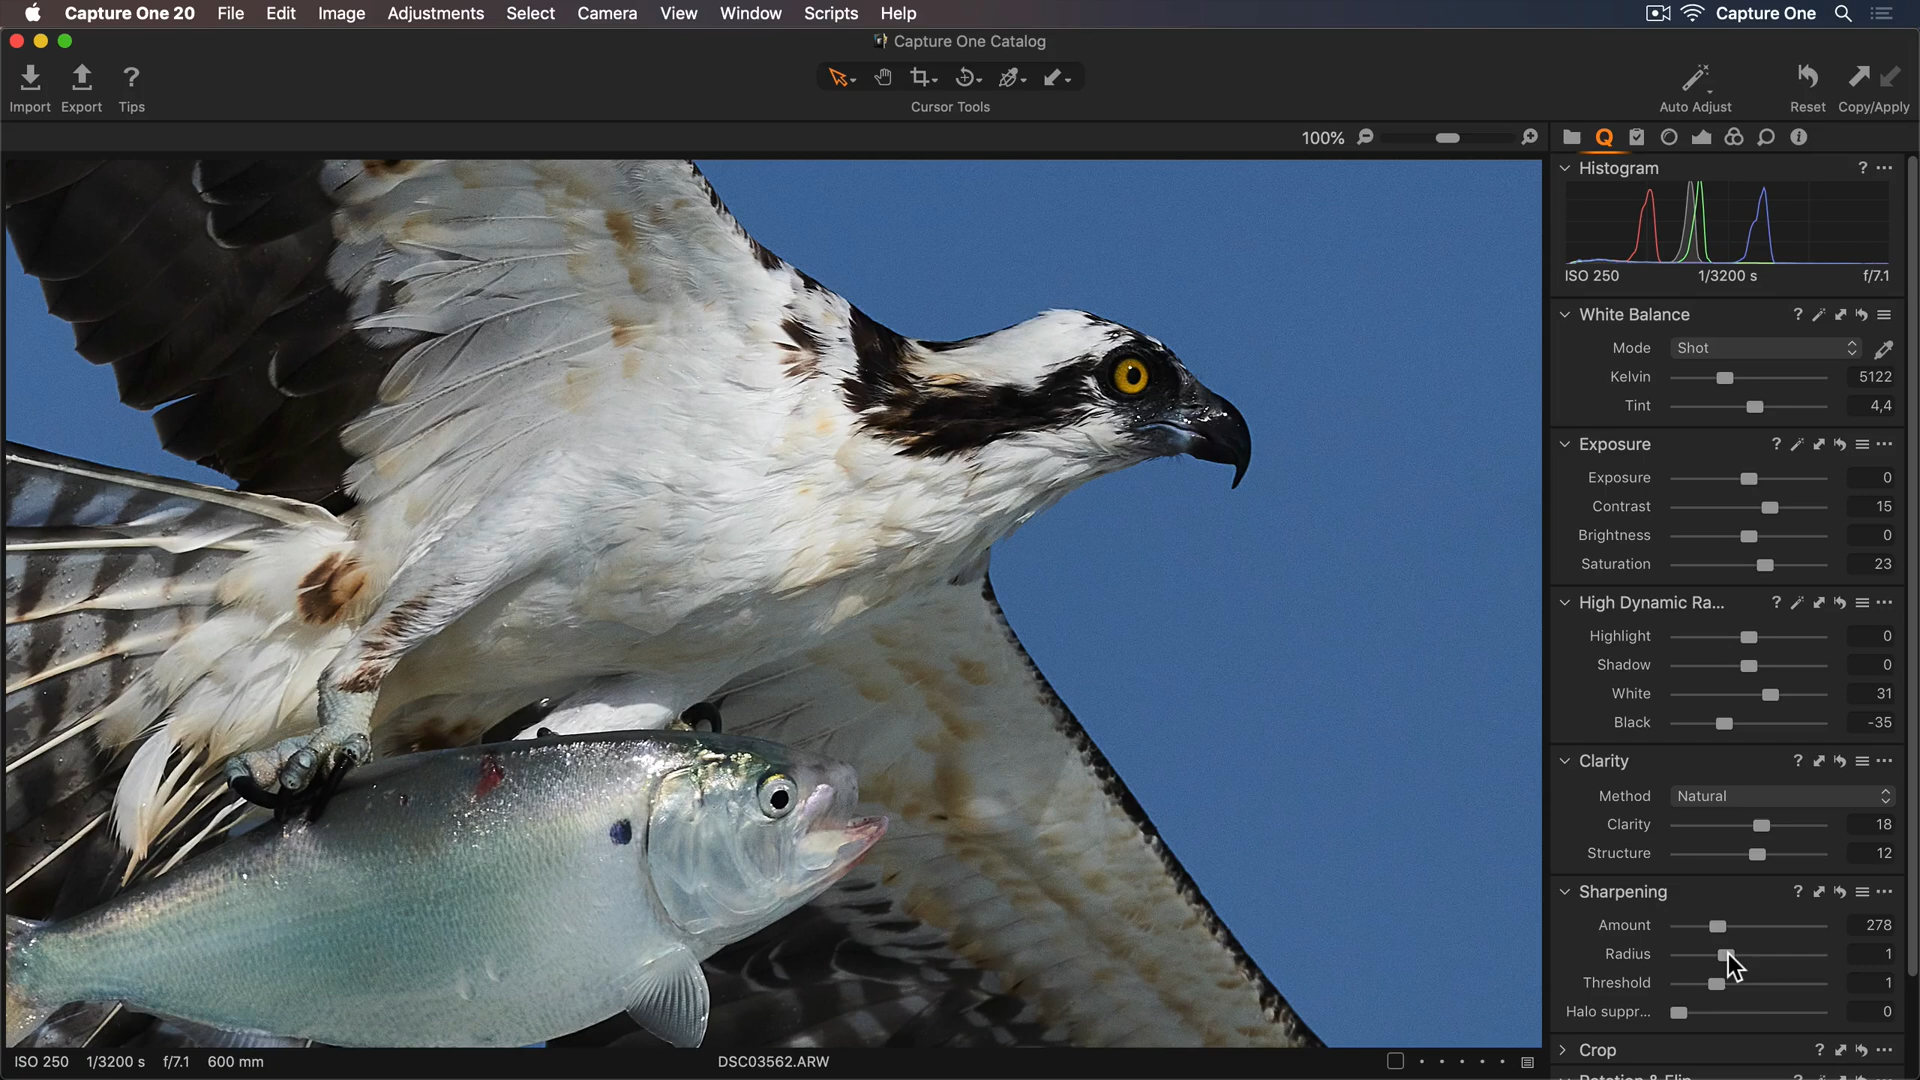 Capture One 20 File Edit Image Adjustments Select Camera View Window Scripts Help Capture One
Capture One Catalog
Import Export Tips Cursor Tools Auto Adjust Reset Copy/Apply
100%
Histogram ?
ISO 250 1/3200 s f/7.1
White Balance ?
Mode Shot
Kelvin 5122
Tint 4,4
Exposure ?
Exposure 0
Contrast 15
Brightness 0
Saturation 23
High Dynamic Ra... ?
Highlight 0
Shadow 0
White 31
Black -35
Clarity ?
Method Natural
Clarity 18
Structure 12
Sharpening ?
Amount 278
Radius 1
Threshold 1
Halo suppr... 0
Crop ?
ISO 250 1/3200 s f/7.1 600 mm DSC03562.ARW